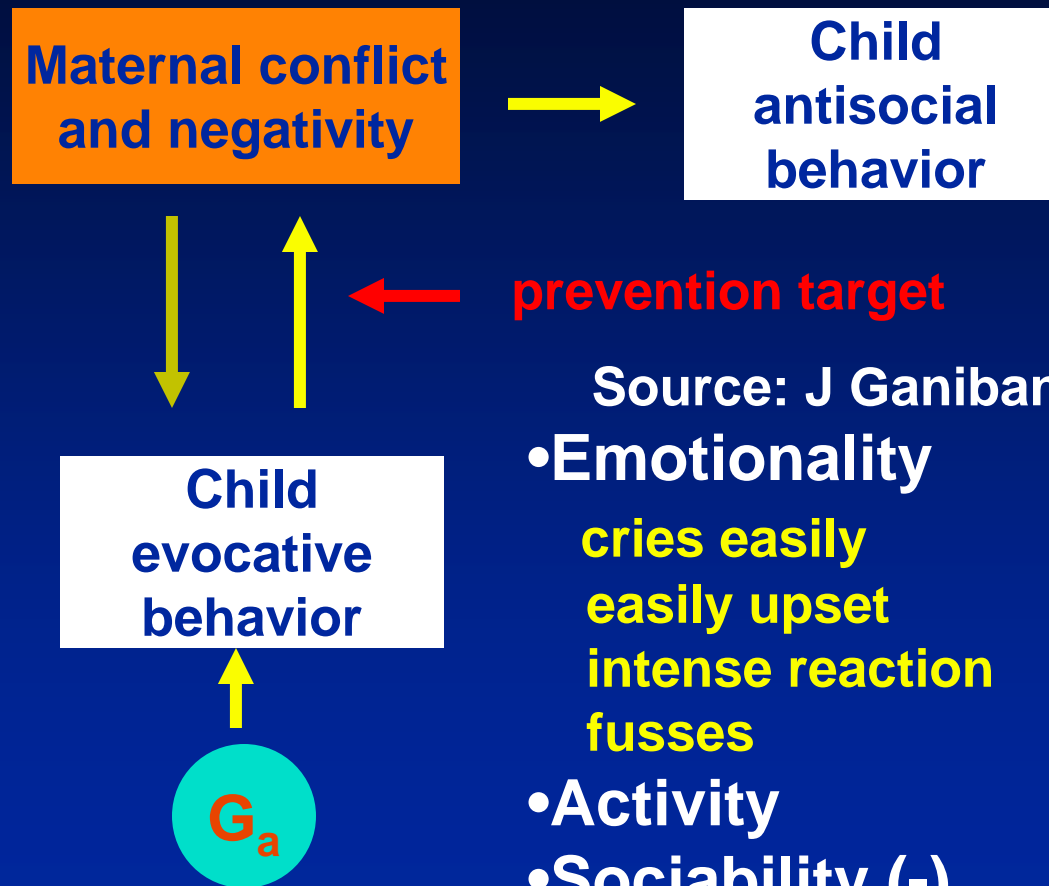 Maternal conflict
and negativity
Child
antisocial
behavior
prevention target
Source: J Ganiban
•Emotionality
cries easily
easily upset
intense reaction
fusses
•Activity
•Sociability (-)
Child
evocative
behavior
Ga